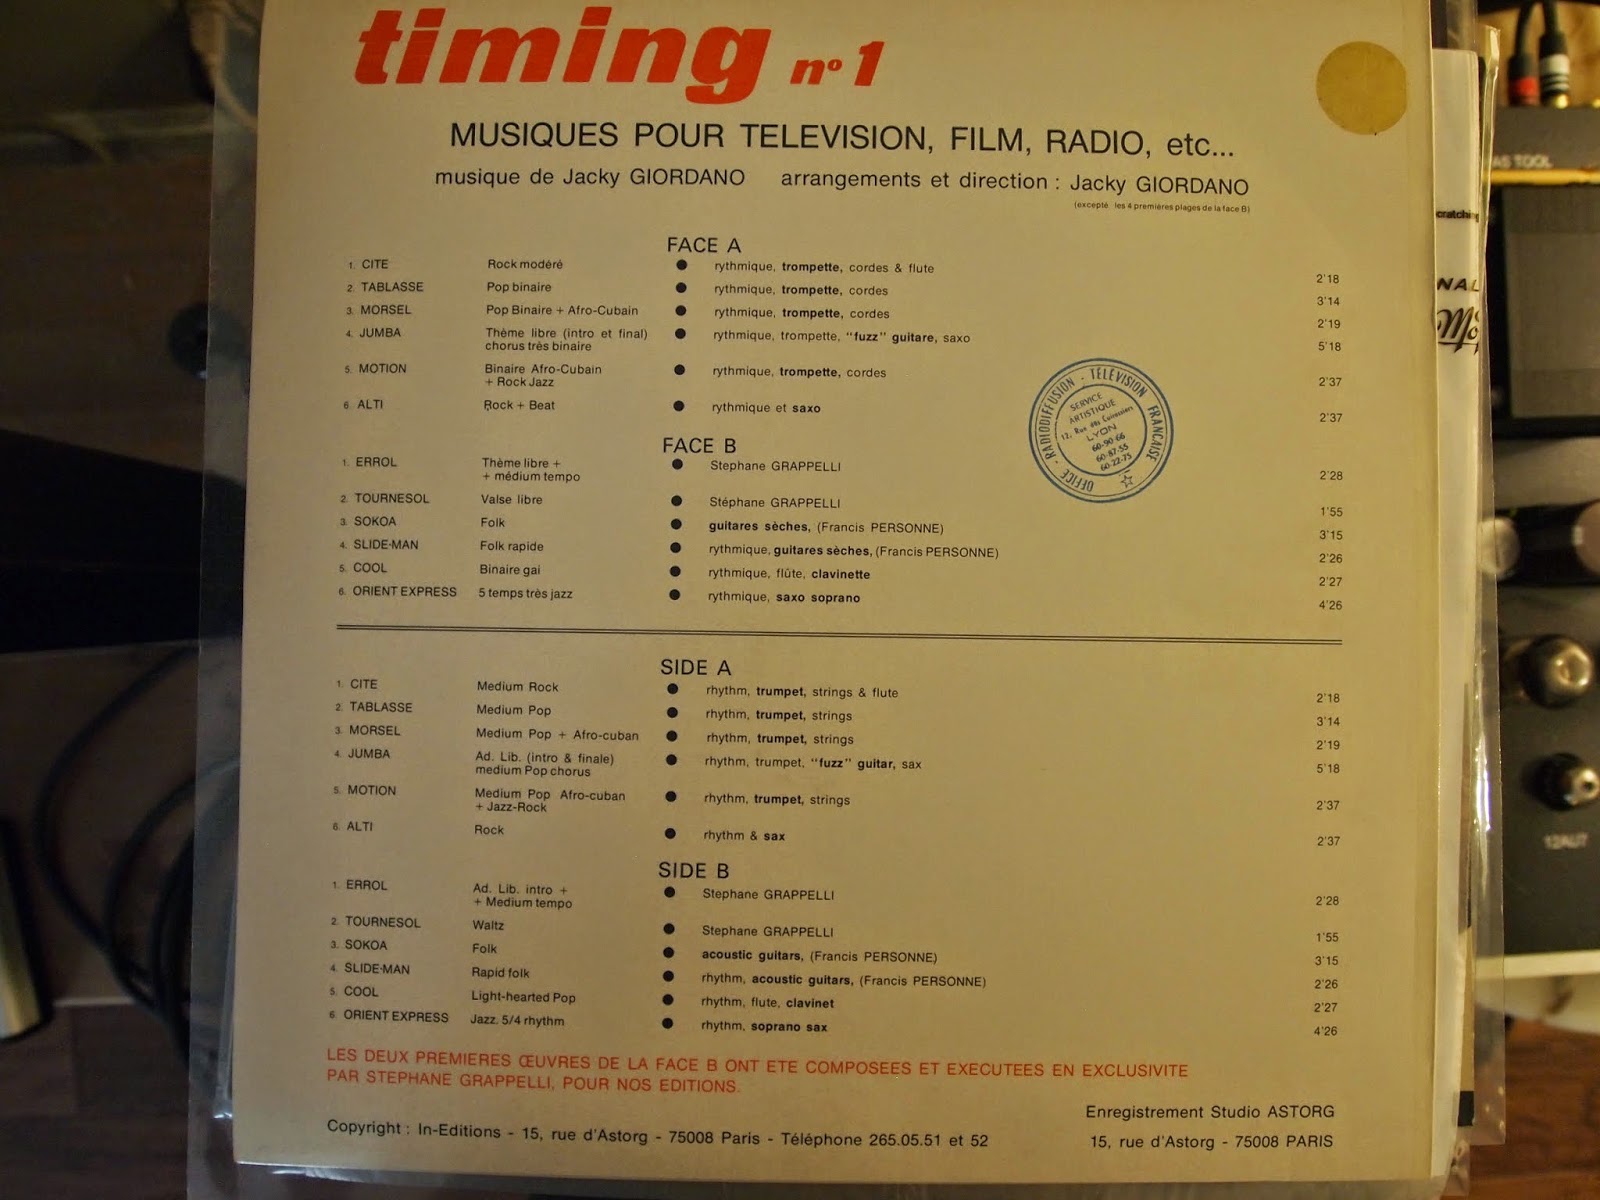 timing n° 1
MUSIQUES POUR TELEVISION, FILM, RADIO, etc...
musique de Jacky GIORDANO arrangements et direction : Jacky GIORDANO
(excepté les 4 premières plages de la face B)
FACE A
1. CITE Rock modéré ● rythmique, trompette, cordes & flute 2'18
2. TABLASSE Pop binaire ● rythmique, trompette, cordes 3'14
3. MORSEL Pop Binaire + Afro-Cubain ● rythmique, trompette, cordes 2'19
4. JUMBA Thème libre (intro et final) ● rythmique, trompette, "fuzz" guitare, saxo 5'18
chorus très binaire
5. MOTION Binaire Afro-Cubain ● rythmique, trompette, cordes 2'37
+ Rock Jazz
6. ALTI Rock + Beat ● rythmique et saxo 2'37
FACE B
1. ERROL Thème libre + ● Stephane GRAPPELLI 2'28
+ médium tempo
2. TOURNESOL Valse libre ● Stéphane GRAPPELLI 1'55
3. SOKOA Folk ● guitares sèches, (Francis PERSONNE) 3'15
4. SLIDE-MAN Folk rapide ● rythmique, guitares sèches, (Francis PERSONNE) 2'26
5. COOL Binaire gai ● rythmique, flûte, clavinette 2'27
6. ORIENT EXPRESS 5 temps très jazz ● rythmique, saxo soprano 4'26
OFFICE - RADIODIFFUSION - TÉLÉVISION FRANÇAISE
SERVICE
ARTISTIQUE
12, Rue des Cuirassiers
LYON
60-90-66
60-87-55
60-22-75
SIDE A
1. CITE Medium Rock ● rhythm, trumpet, strings & flute 2'18
2. TABLASSE Medium Pop ● rhythm, trumpet, strings 3'14
3. MORSEL Medium Pop + Afro-cuban ● rhythm, trumpet, strings 2'19
4. JUMBA Ad. Lib. (intro & finale) ● rhythm, trumpet, "fuzz" guitar, sax 5'18
medium Pop chorus
5. MOTION Medium Pop Afro-cuban ● rhythm, trumpet, strings 2'37
+ Jazz-Rock
6. ALTI Rock ● rhythm & sax 2'37
SIDE B
1. ERROL Ad. Lib. intro + ● Stephane GRAPPELLI 2'28
+ Medium tempo
2. TOURNESOL Waltz ● Stephane GRAPPELLI 1'55
3. SOKOA Folk ● acoustic guitars, (Francis PERSONNE) 3'15
4. SLIDE-MAN Rapid folk ● rhythm, acoustic guitars, (Francis PERSONNE) 2'26
5. COOL Light-hearted Pop ● rhythm, flute, clavinet 2'27
6. ORIENT EXPRESS Jazz. 5/4 rhythm ● rhythm, soprano sax 4'26
LES DEUX PREMIERES ŒUVRES DE LA FACE B ONT ETE COMPOSEES ET EXECUTEES EN EXCLUSIVITE
PAR STEPHANE GRAPPELLI, POUR NOS EDITIONS.
Copyright : In-Editions - 15, rue d'Astorg - 75008 Paris - Téléphone 265.05.51 et 52
Enregistrement Studio ASTORG
15, rue d'Astorg - 75008 PARIS
TOOL
12AU7